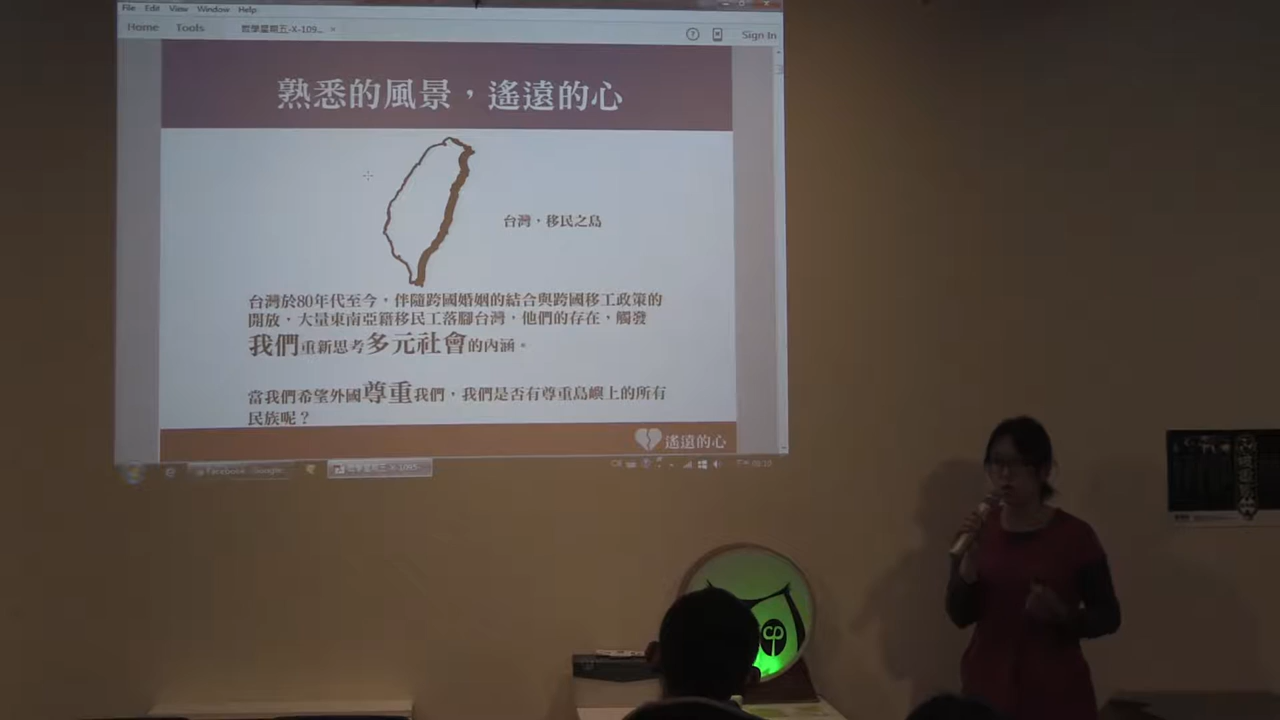 File Edit View Window Help
Home Tools 哲學星期五-X-109... × Sign In
熟悉的風景，遙遠的心
台灣，移民之島
台灣於80年代至今，伴隨跨國婚姻的結合與跨國移工政策的
開放，大量東南亞籍移民工落腳台灣，他們的存在，觸發
我們重新思考多元社會的內涵。
當我們希望外國尊重我們，我們是否有尊重島嶼上的所有
民族呢？
遙遠的心